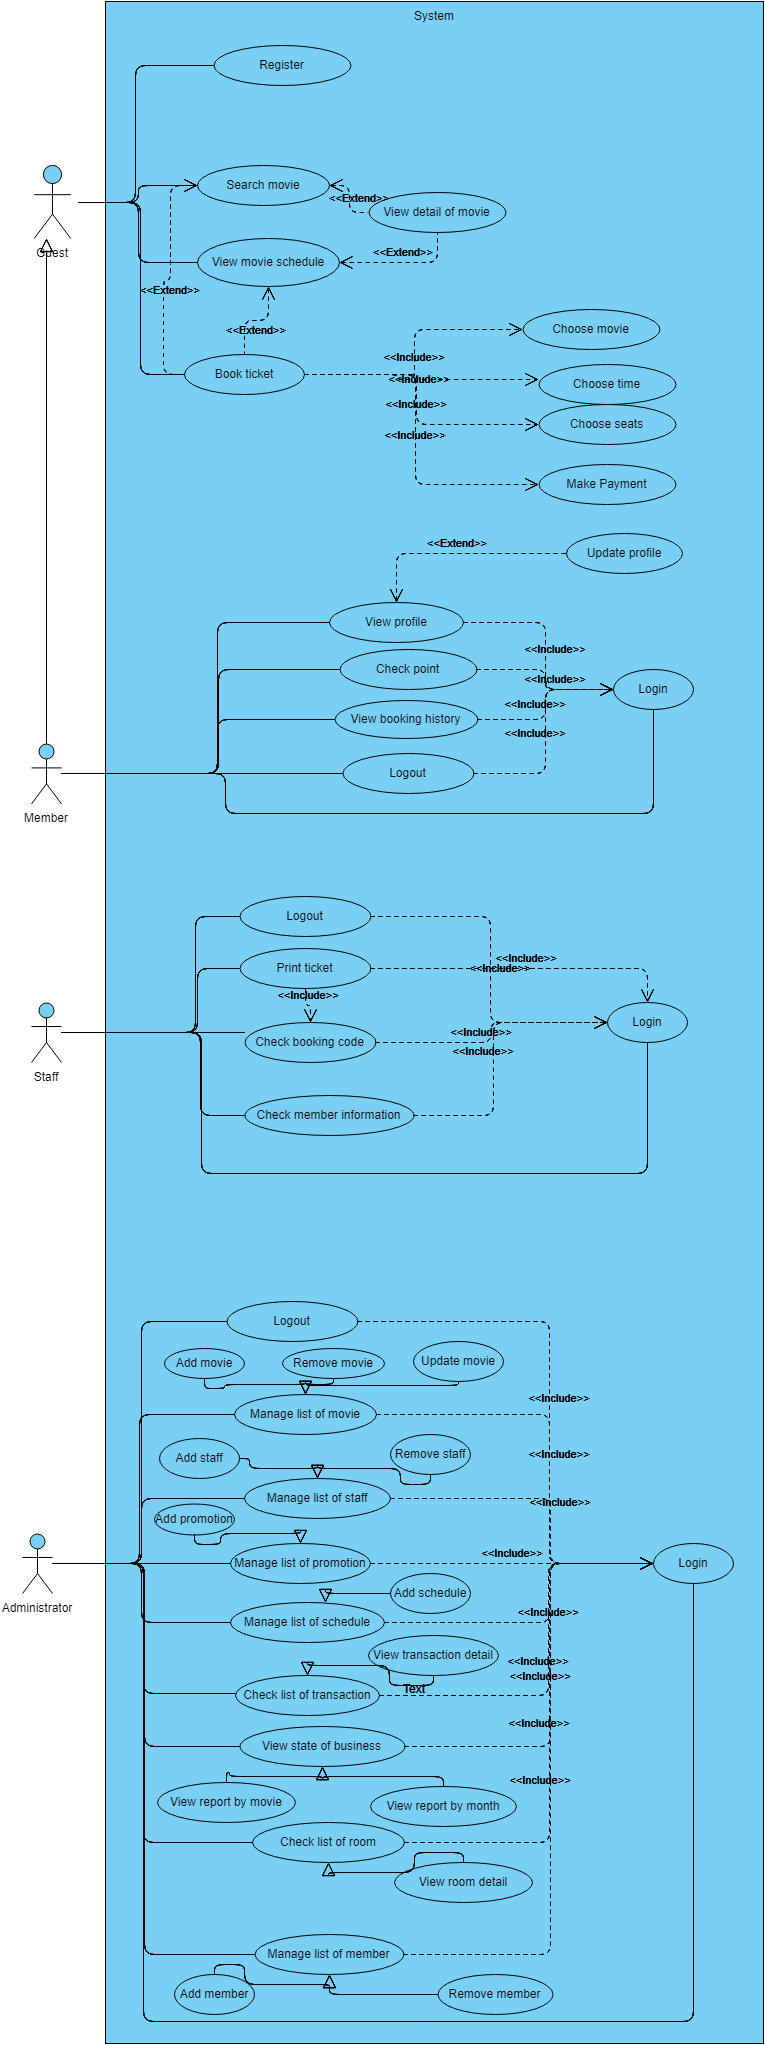 System
Register
Search movie
<<Extend>>
View detail of movie
Guest
<<Extend>>
View movie schedule
<<Extend>>
<<Extend>>
Choose movie
<<Include>>
Book ticket
<<Include>>
Choose time
<<Include>>
Choose seats
<<Include>>
Make Payment
<<Extend>>
Update profile
View profile
<<Include>>
Check point
<<Include>>
Login
<<Include>>
View booking history
<<Include>>
Logout
Member
Logout
<<Include>>
Print ticket
<<Include>>
<<Include>>
Login
<<Include>>
Check booking code
<<Include>>
Staff
Check member information
Logout
Add movie
Remove movie
Update movie
<<Include>>
Manage list of movie
Add staff
Remove staff
<<Include>>
Manage list of staff
<<Include>>
Add promotion
<<Include>>
Manage list of promotion
Login
Add schedule
Administrator
<<Include>>
Manage list of schedule
View transaction detail
<<Include>>
<<Include>>
Text
Check list of transaction
<<Include>>
View state of business
<<Include>>
View report by movie
View report by month
Check list of room
View room detail
Manage list of member
Add member
Remove member